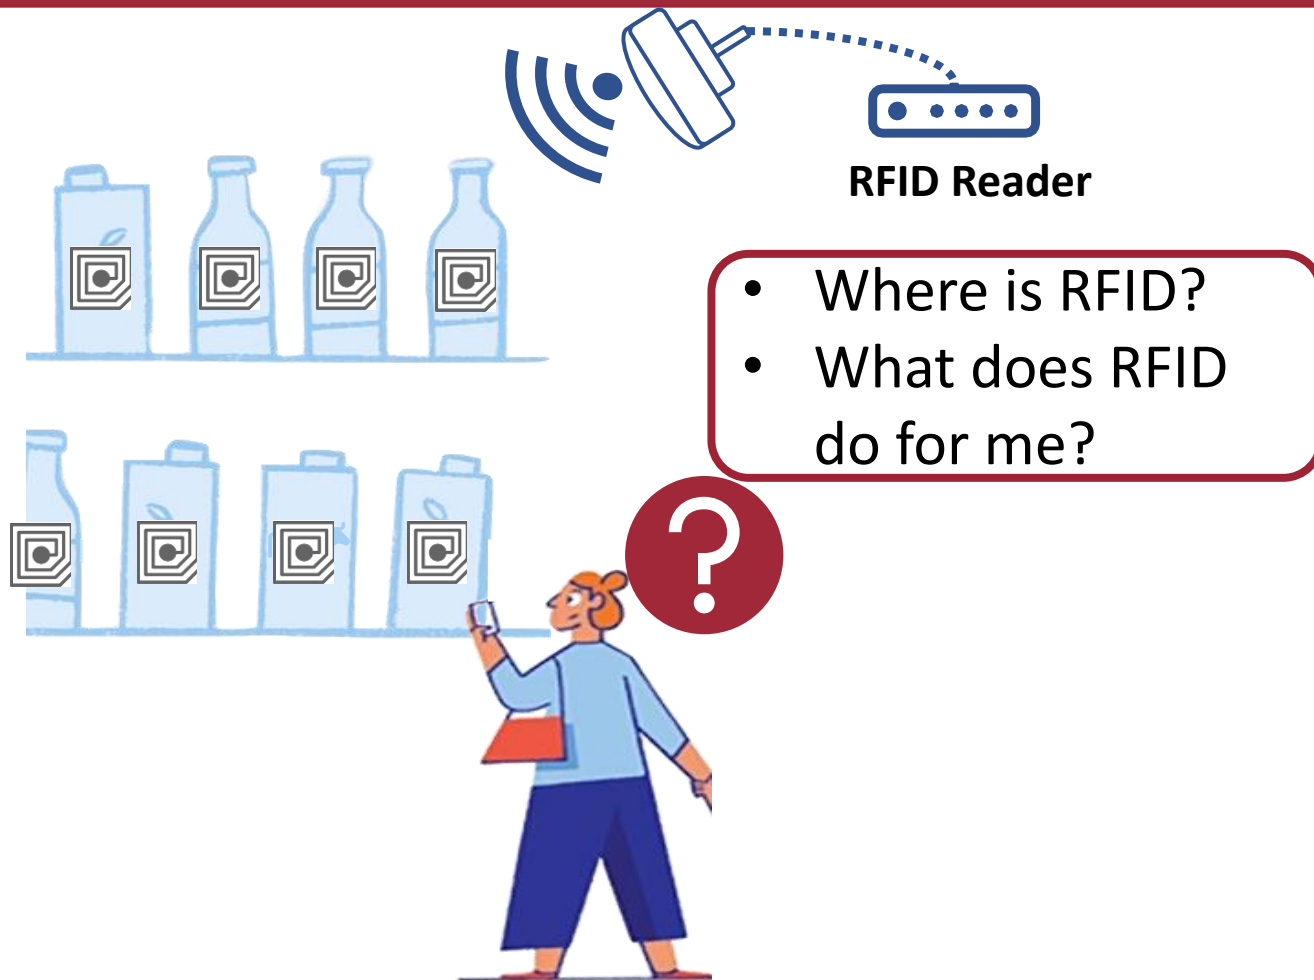 RFID Reader
• Where is RFID?
• What does RFID
do for me?
?